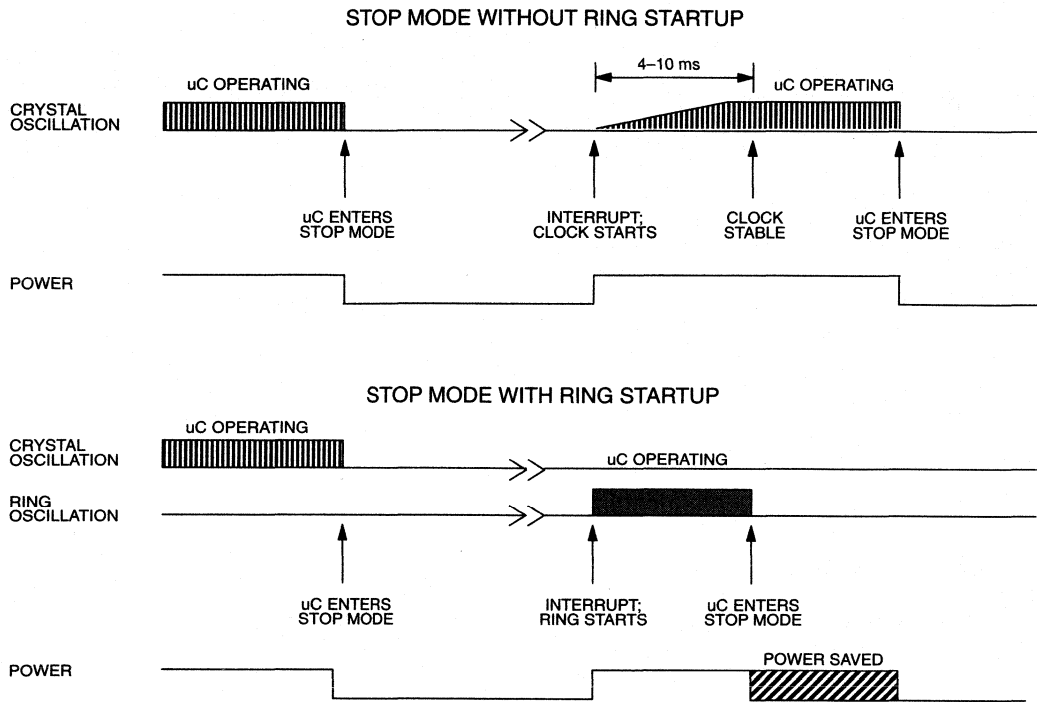 STOP MODE WITHOUT RING STARTUP
4–10 ms
uC OPERATING
uC OPERATING
CRYSTAL
OSCILLATION
uC ENTERS
STOP MODE
INTERRUPT;
CLOCK STARTS
CLOCK
STABLE
uC ENTERS
STOP MODE
POWER
STOP MODE WITH RING STARTUP
uC OPERATING
CRYSTAL
OSCILLATION
uC OPERATING
RING
OSCILLATION
uC ENTERS
STOP MODE
INTERRUPT;
RING STARTS
uC ENTERS
STOP MODE
POWER
POWER SAVED